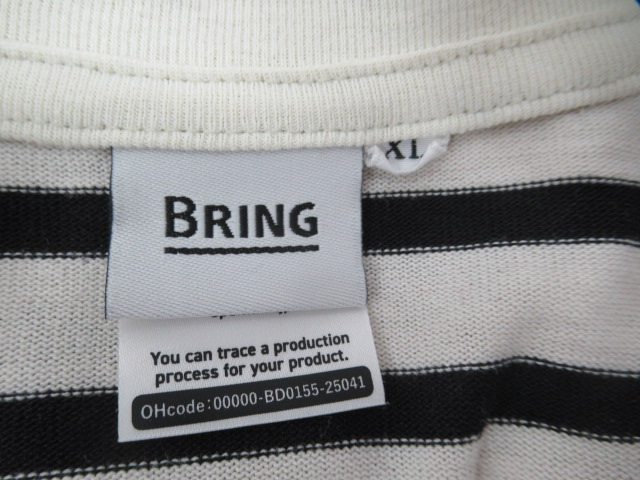 XL
BRING
You can trace a production
process for your product.
OHcode:00000-BD0155-25041